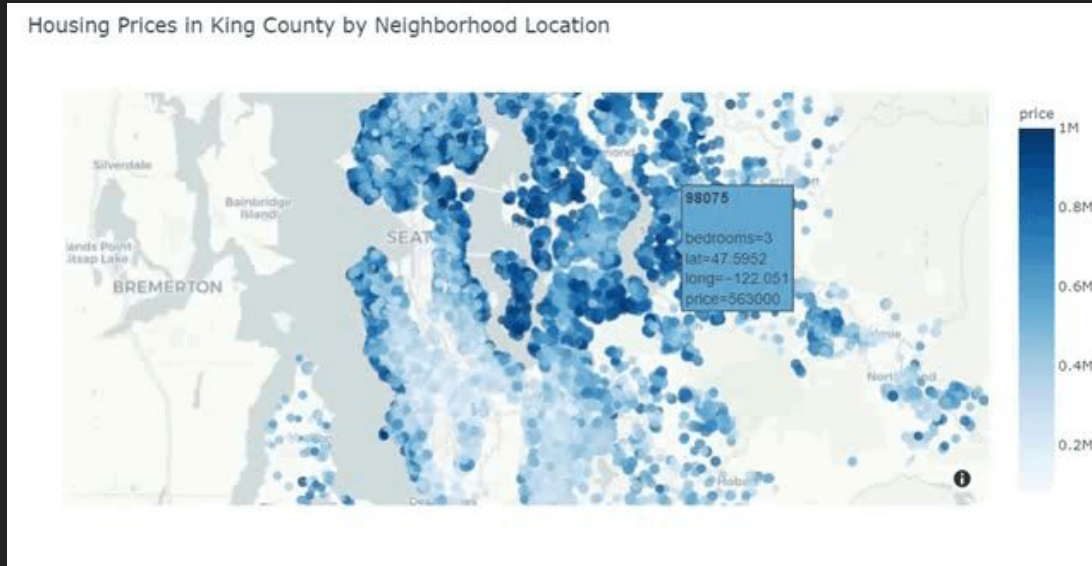 Housing Prices in King County by Neighborhood Location
price
1M
0.8M
0.6M
0.4M
0.2M
Silverdale
Bainbridge
Island
BREMERTON
SEAT
98075
bedrooms=3
lat=47.5952
long=−122.051
price=563000
Hobe